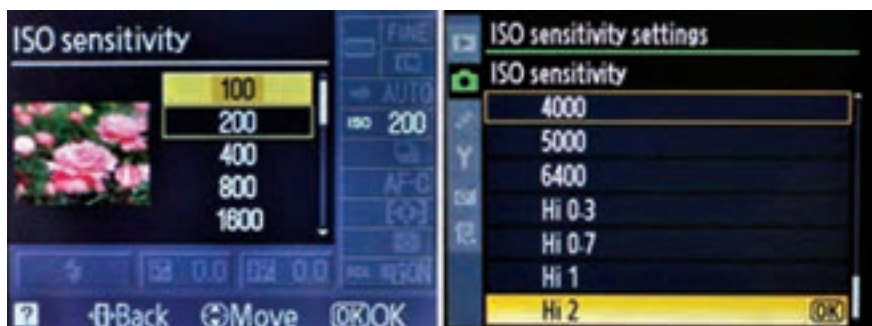 ISO sensitivity
100
200
400
800
1600
FINE
AUTO
ISO 200
AF-C
0.0
0.0
ON
? Back Move OK OK
ISO sensitivity settings
ISO sensitivity
4000
5000
6400
Hi 0.3
Hi 0.7
Hi 1
Hi 2 OK